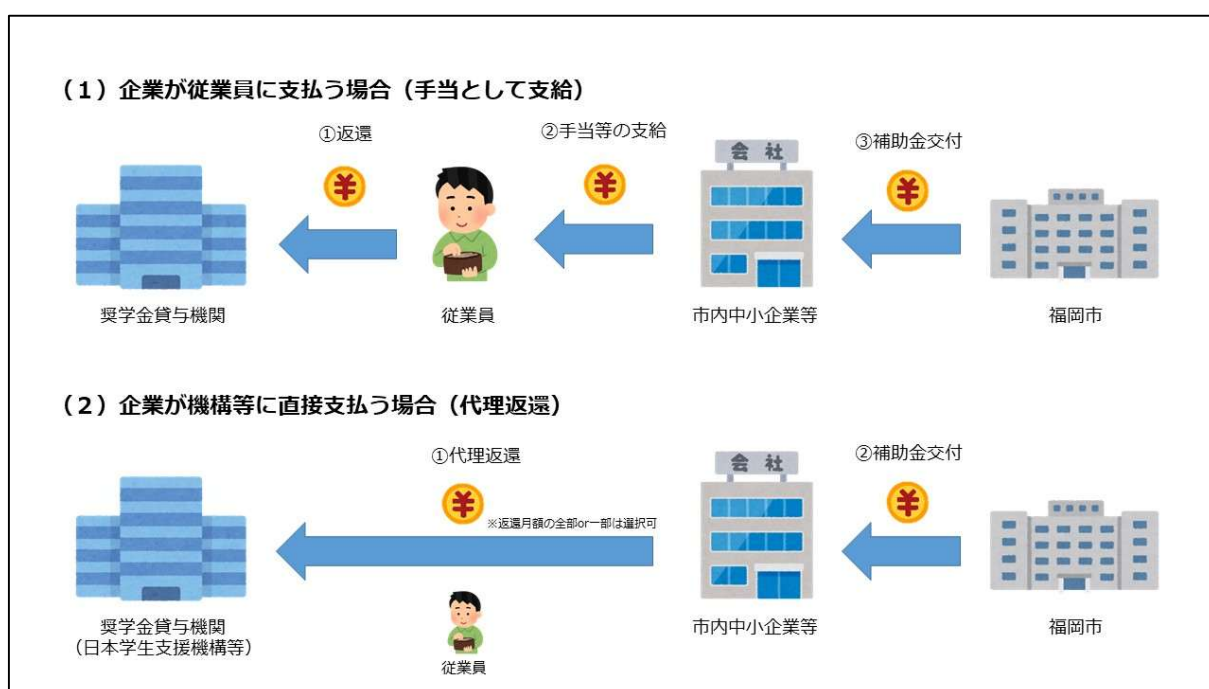 （1）企業が従業員に支払う場合（手当として支給）
①返還
②手当等の支給
③補助金交付
会社
奨学金貸与機関
従業員
市内中小企業等
福岡市
（2）企業が機構等に直接支払う場合（代理返還）
①代理返還
②補助金交付
※返還月額の全部or一部は選択可
会社
奨学金貸与機関
（日本学生支援機構等）
従業員
市内中小企業等
福岡市